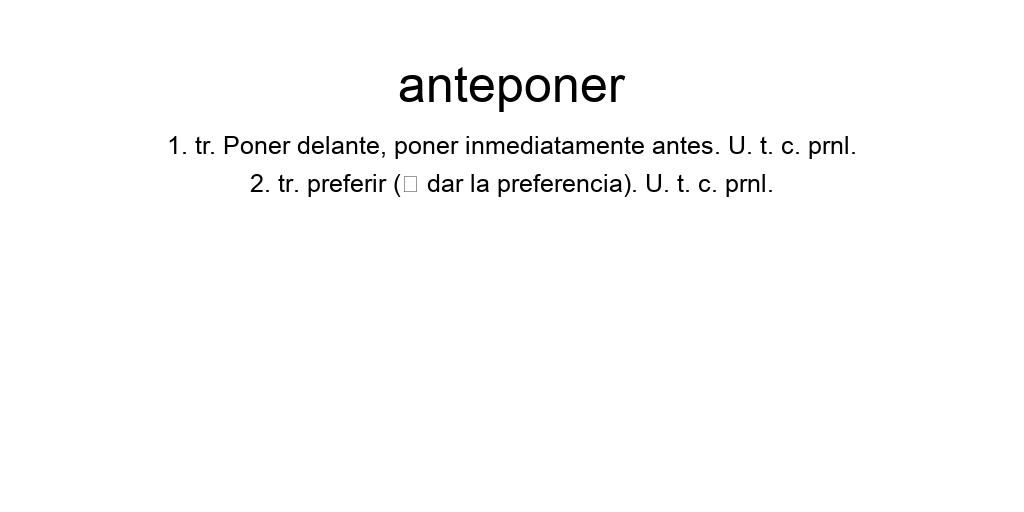 anteponer
1. tr. Poner delante, poner inmediatamente antes. U. t. c. prnl.
2. tr. preferir (□ dar la preferencia). U. t. c. prnl.